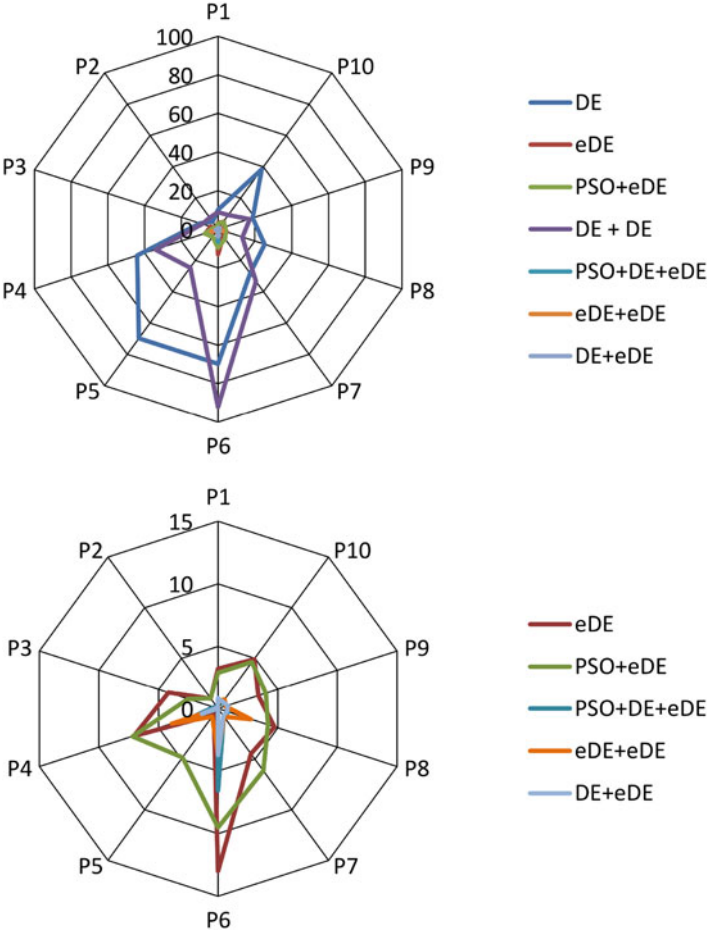 P1
100
P2
P10
80
60
40
P3
P9
20
0
P4
P8
P5
P7
P6
DE
eDE
PSO+eDE
DE + DE
PSO+DE+eDE
eDE+eDE
DE+eDE
P1
15
P2
P10
10
P3
P9
5
0
P4
P8
P5
P7
P6
eDE
PSO+eDE
PSO+DE+eDE
eDE+eDE
DE+eDE